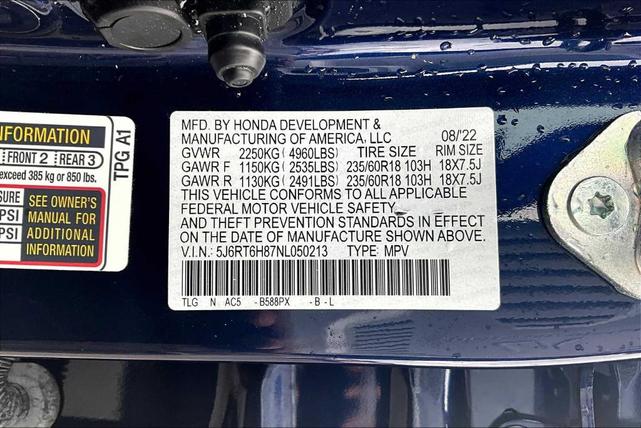 INFORMATION
FRONT 2 REAR 3
exceed 385 kg or 850 lbs.
TPG A1
SURE
PSI
PSI
SEE OWNER'S
MANUAL FOR
ADDITIONAL
INFORMATION
MFD. BY HONDA DEVELOPMENT &
MANUFACTURING OF AMERICA, LLC 08/'22
GVWR 2250KG ( 4960LBS) TIRE SIZE RIM SIZE
GAWR F 1150KG ( 2535LBS) 235/60R18 103H 18X7.5J
GAWR R 1130KG ( 2491LBS) 235/60R18 103H 18X7.5J
THIS VEHICLE CONFORMS TO ALL APPLICABLE
FEDERAL MOTOR VEHICLE SAFETY
AND THEFT PREVENTION STANDARDS IN EFFECT
ON THE DATE OF MANUFACTURE SHOWN ABOVE.
V.I.N.: 5J6RT6H87NL050213 TYPE: MPV
TLG N AC5 -B588PX -B-L